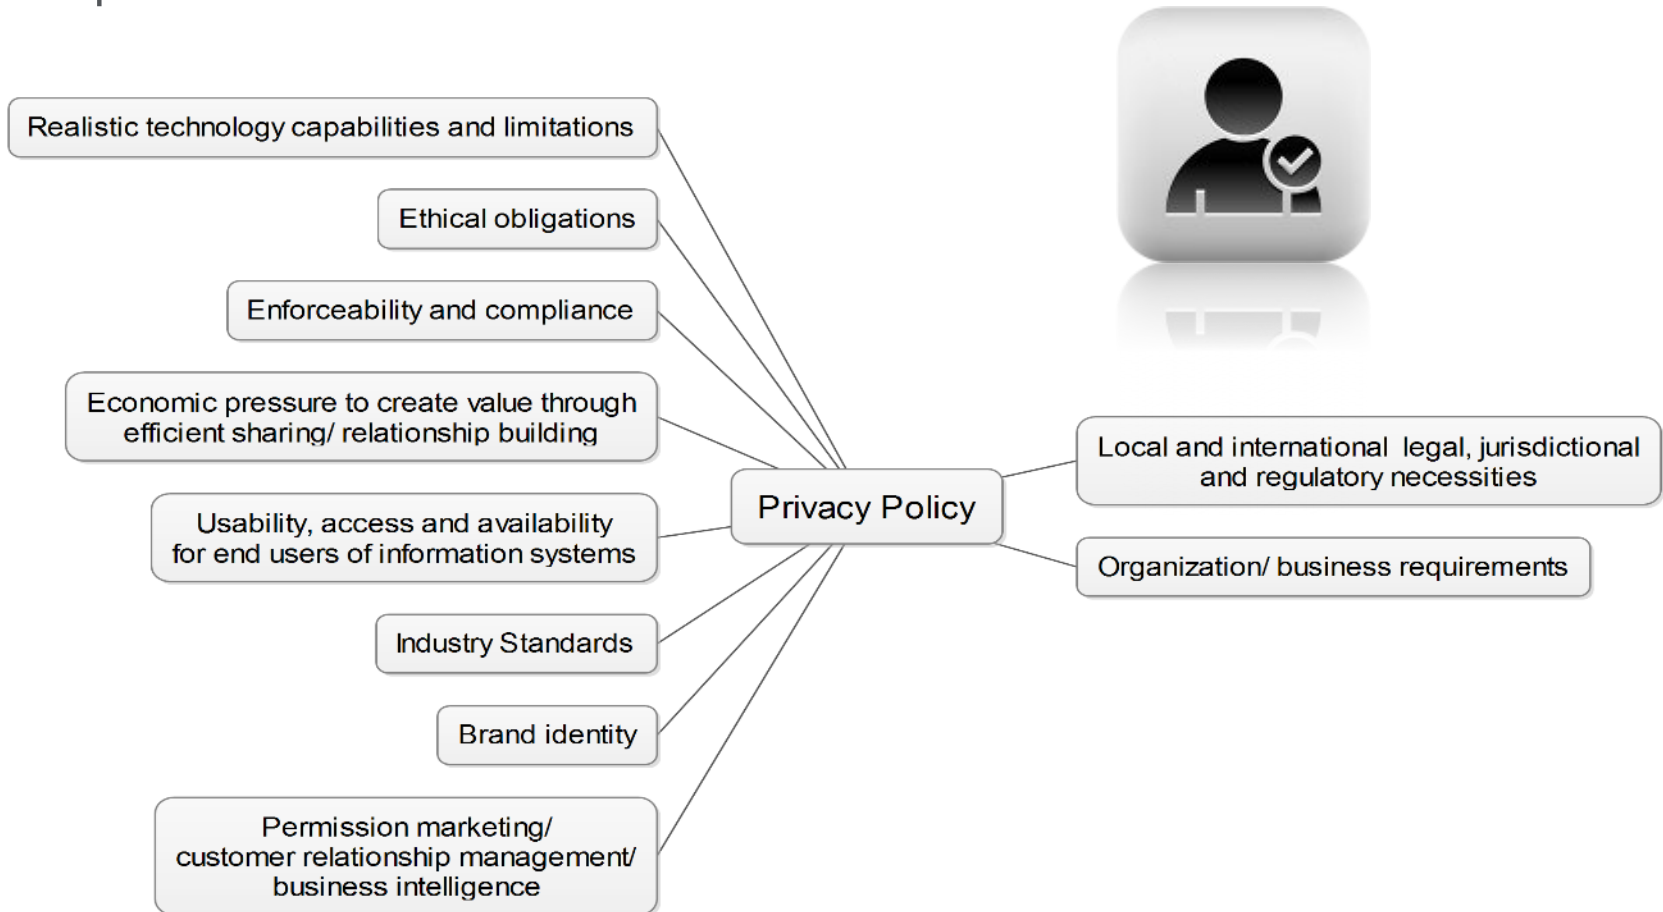 Realistic technology capabilities and limitations
Ethical obligations
Enforceability and compliance
Economic pressure to create value through
efficient sharing/ relationship building
Usability, access and availability
for end users of information systems
Industry Standards
Brand identity
Permission marketing/
customer relationship management/
business intelligence
Privacy Policy
Local and international legal, jurisdictional
and regulatory necessities
Organization/ business requirements